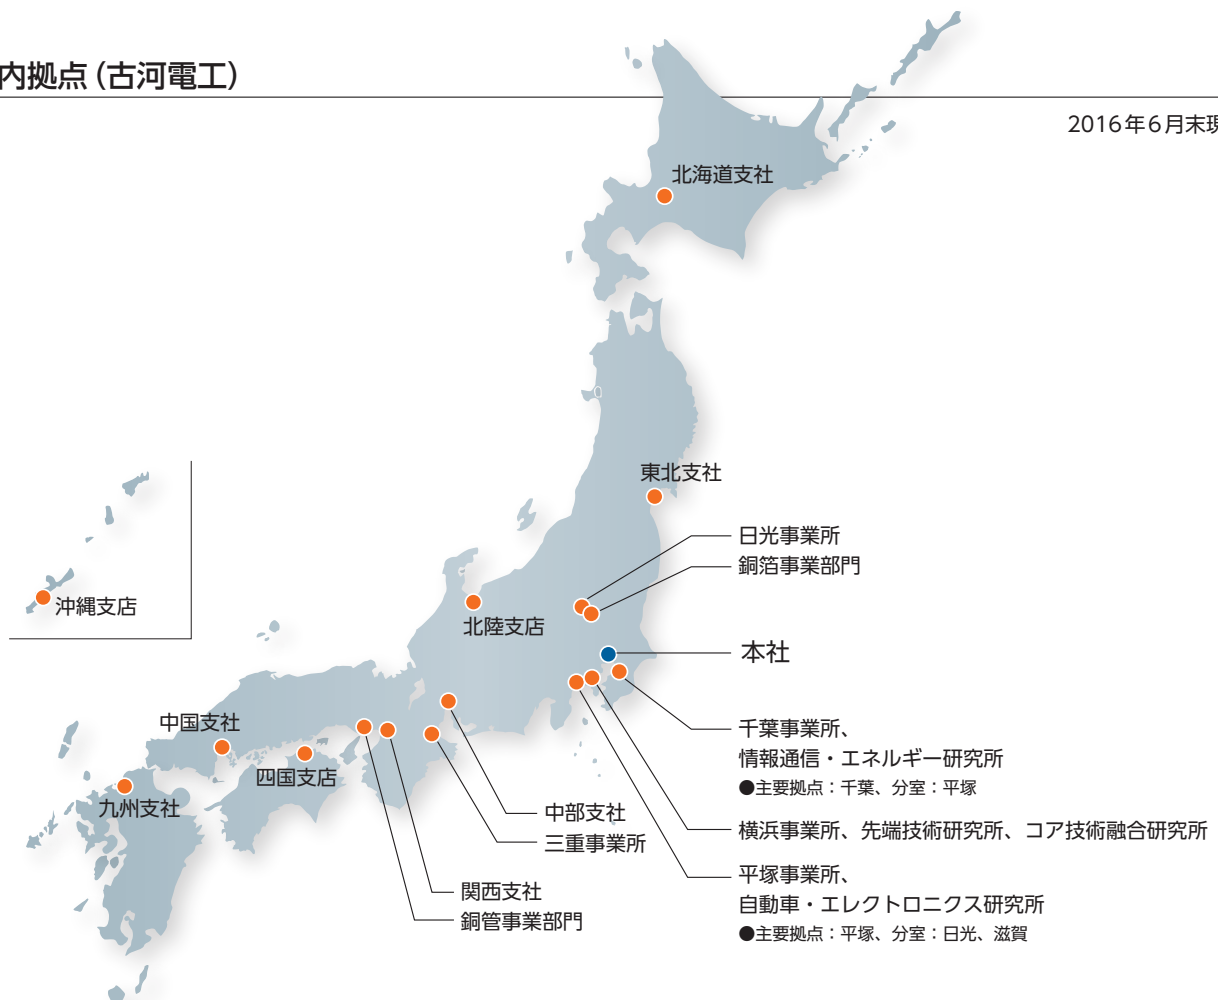 内拠点（古河電工）
2016年6月末現
北海道支社
東北支社
日光事業所
銅箔事業部門
沖縄支店
北陸支店
本社
中国支社
千葉事業所、
情報通信・エネルギー研究所
●主要拠点：千葉、分室：平塚
四国支店
九州支社
中部支社
三重事業所
横浜事業所、先端技術研究所、コア技術融合研究所
平塚事業所、
自動車・エレクトロニクス研究所
●主要拠点：平塚、分室：日光、滋賀
関西支社
銅管事業部門